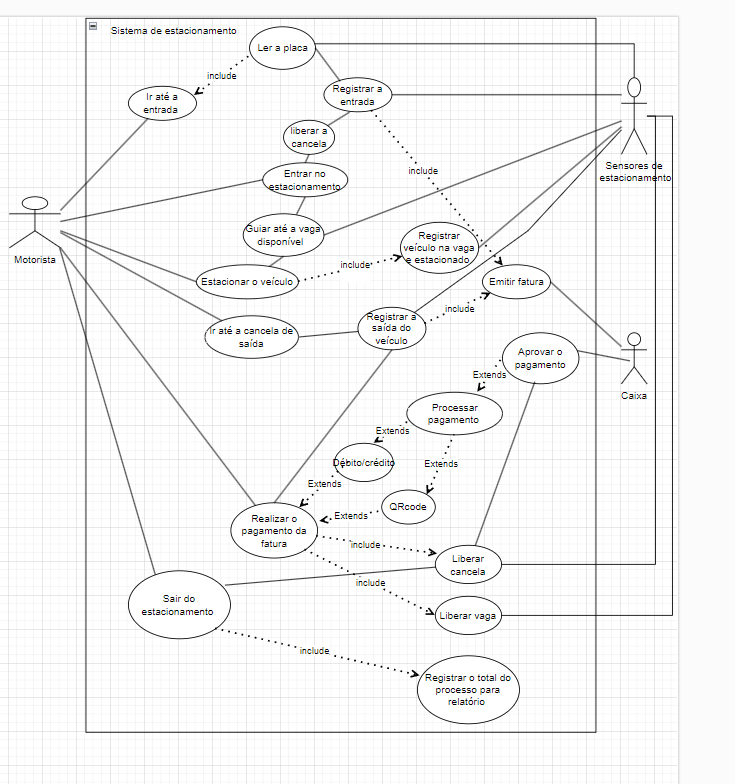 Sistema de estacionamento
Ler a placa
include
Ir até a
entrada
Registrar a
entrada
liberar a
cancela
include
Entrar no
estacionamento
Sensores de
estacionamento
Motorista
Guiar até a vaga
disponível
Registrar
veículo na vaga
e estacionado
include
Estacionar o veículo
Emitir fatura
include
Ir até a cancela de
saída
Registrar a
saída do
veículo
Aprovar o
pagamento
Extends
Caixa
Processar
pagamento
Extends
Débito/crédito
Extends
Extends
QRcode
Extends
Realizar o
pagamento da
fatura
include
Liberar
cancela
include
Sair do
estacionamento
Liberar vaga
include
Registrar o total do
processo para
relatório